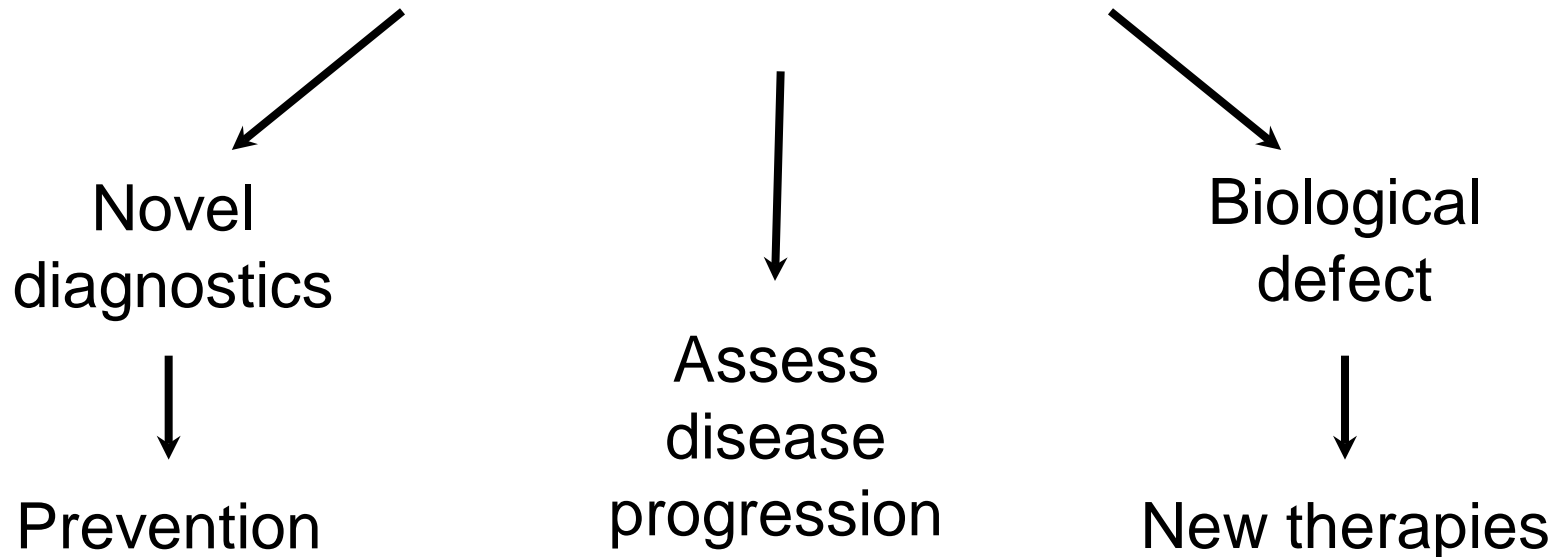 Novel
diagnostics
Prevention
Assess
disease
progression
Biological
defect
New therapies